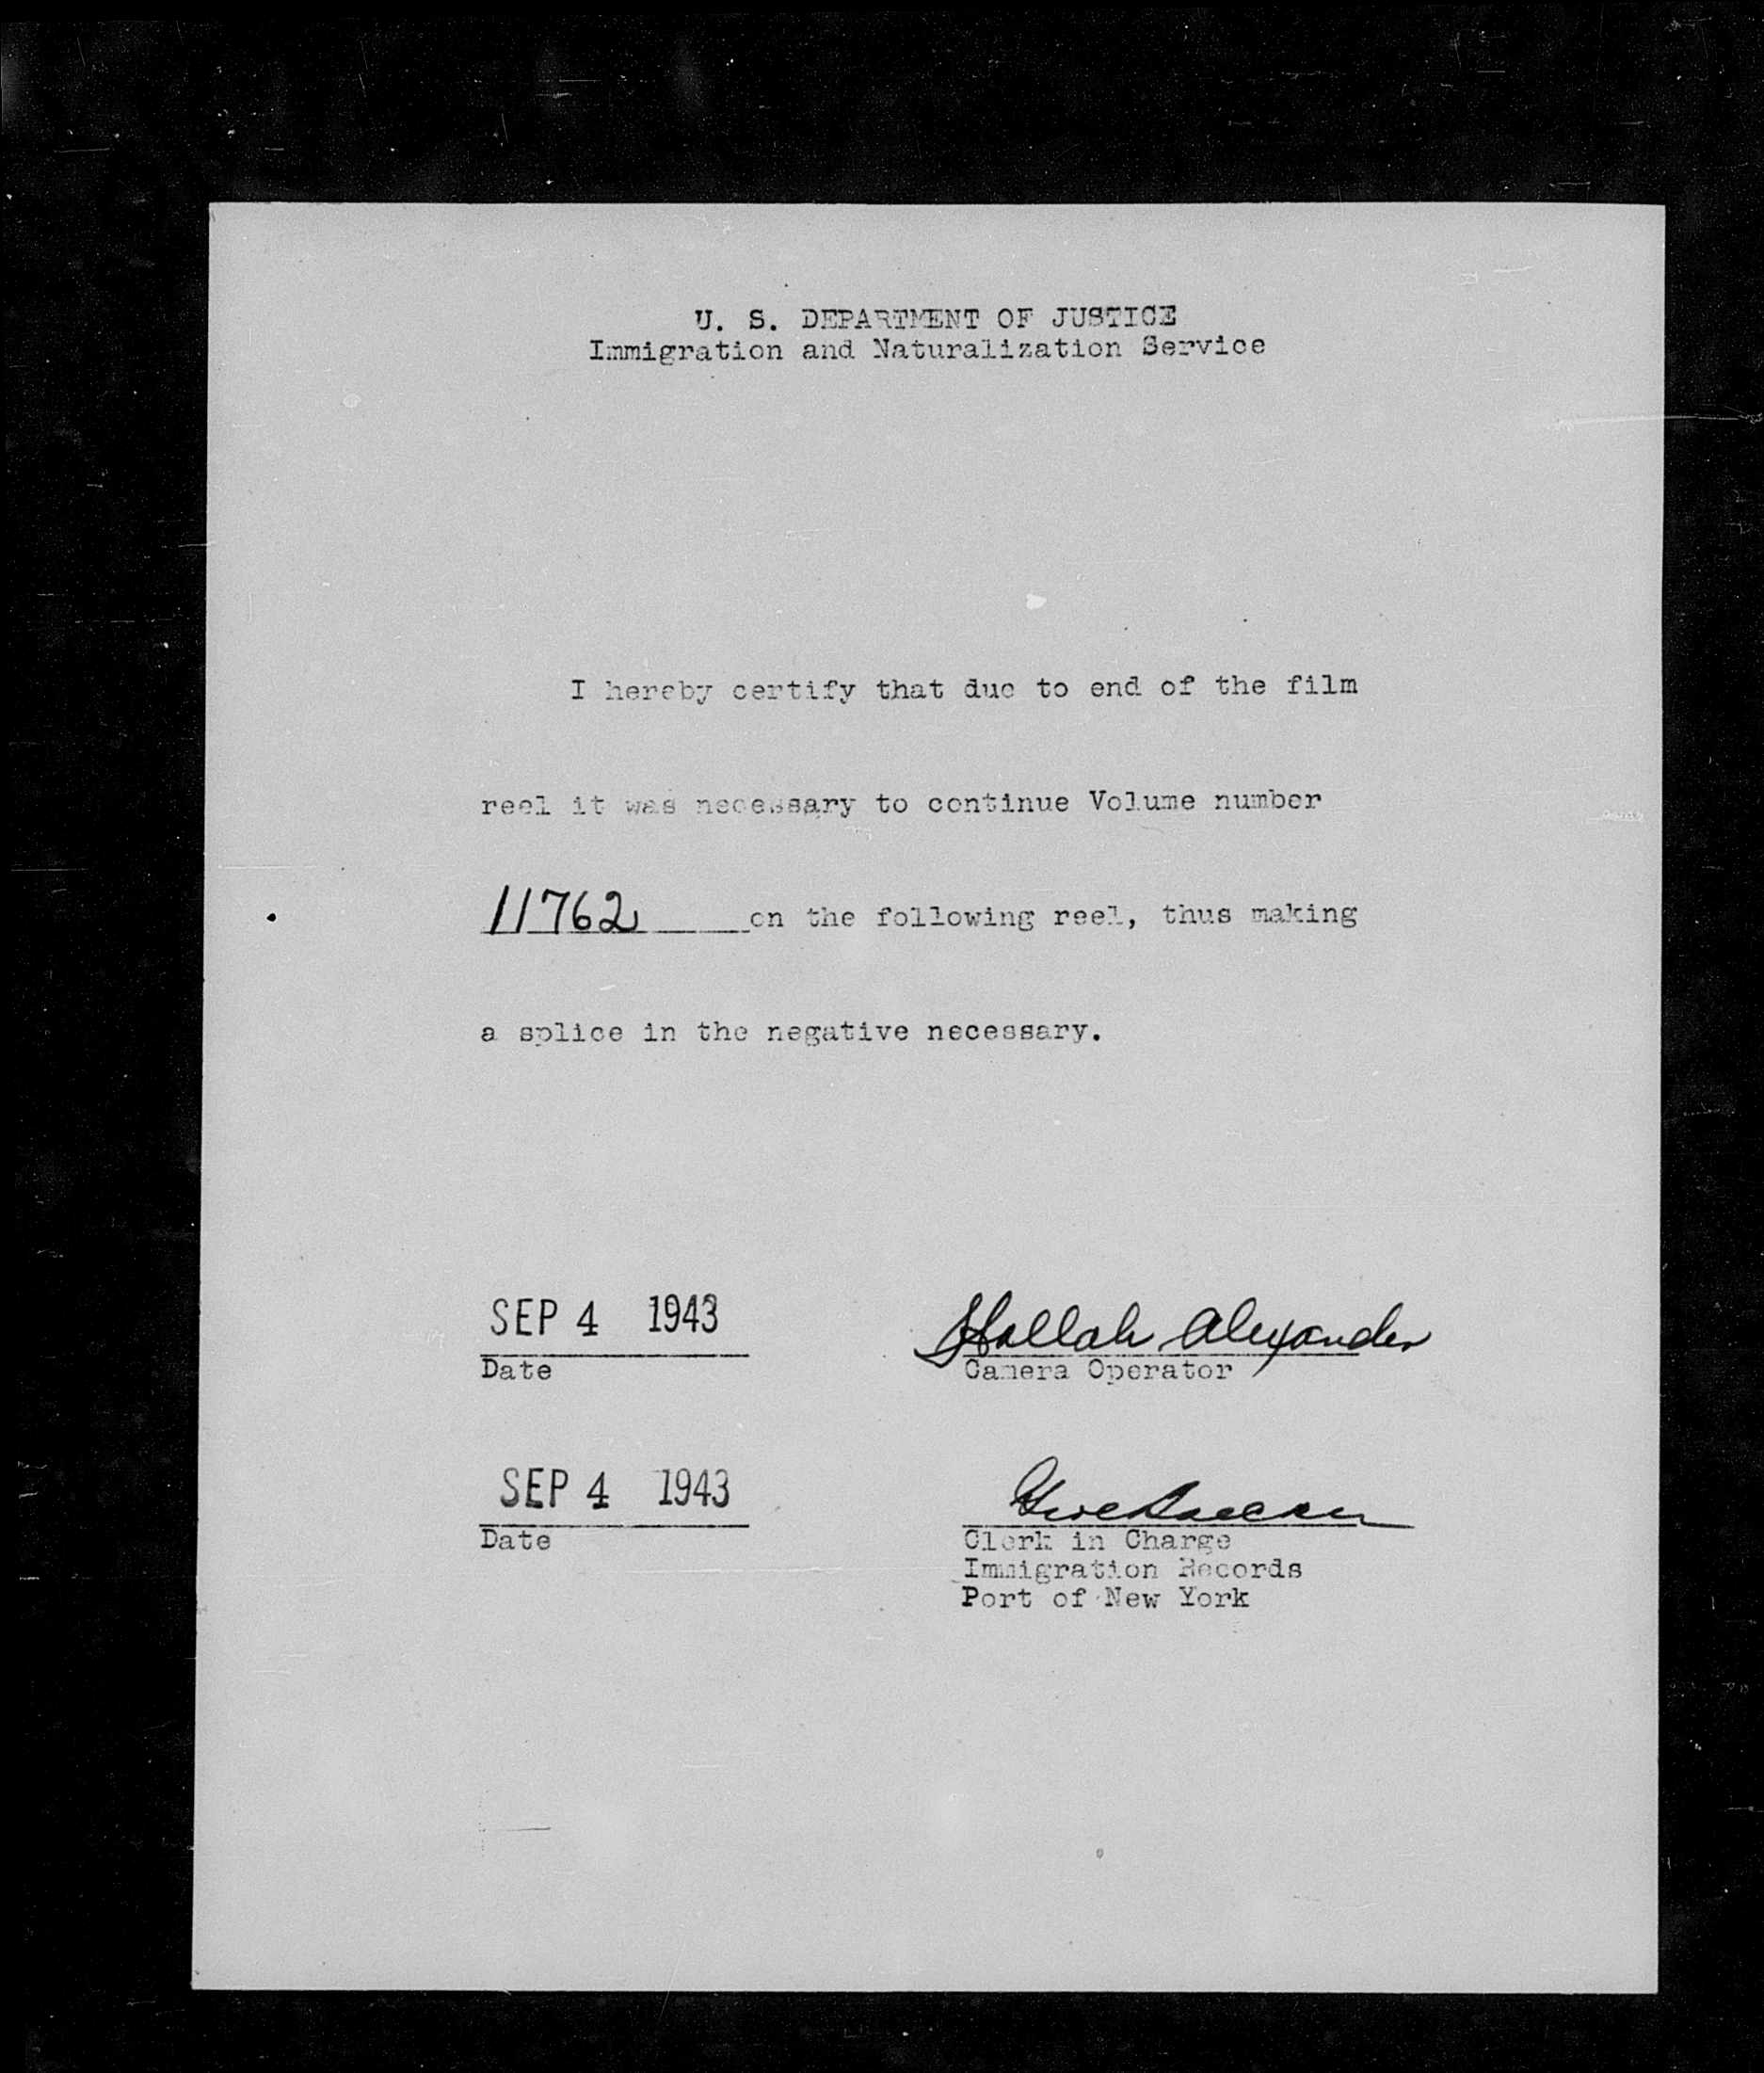 U. S. DEPARTMENT OF JUSTICE
Immigration and Naturalization Service
I hereby certify that due to end of the film
reel it was necessary to continue Volume number
11762 on the following reel, thus making
a splice in the negative necessary.
SEP 4 1943
Date
Hallah Alexander
Camera Operator
SEP 4 1943
Date
Clerk in Charge
Immigration Records
Port of New York